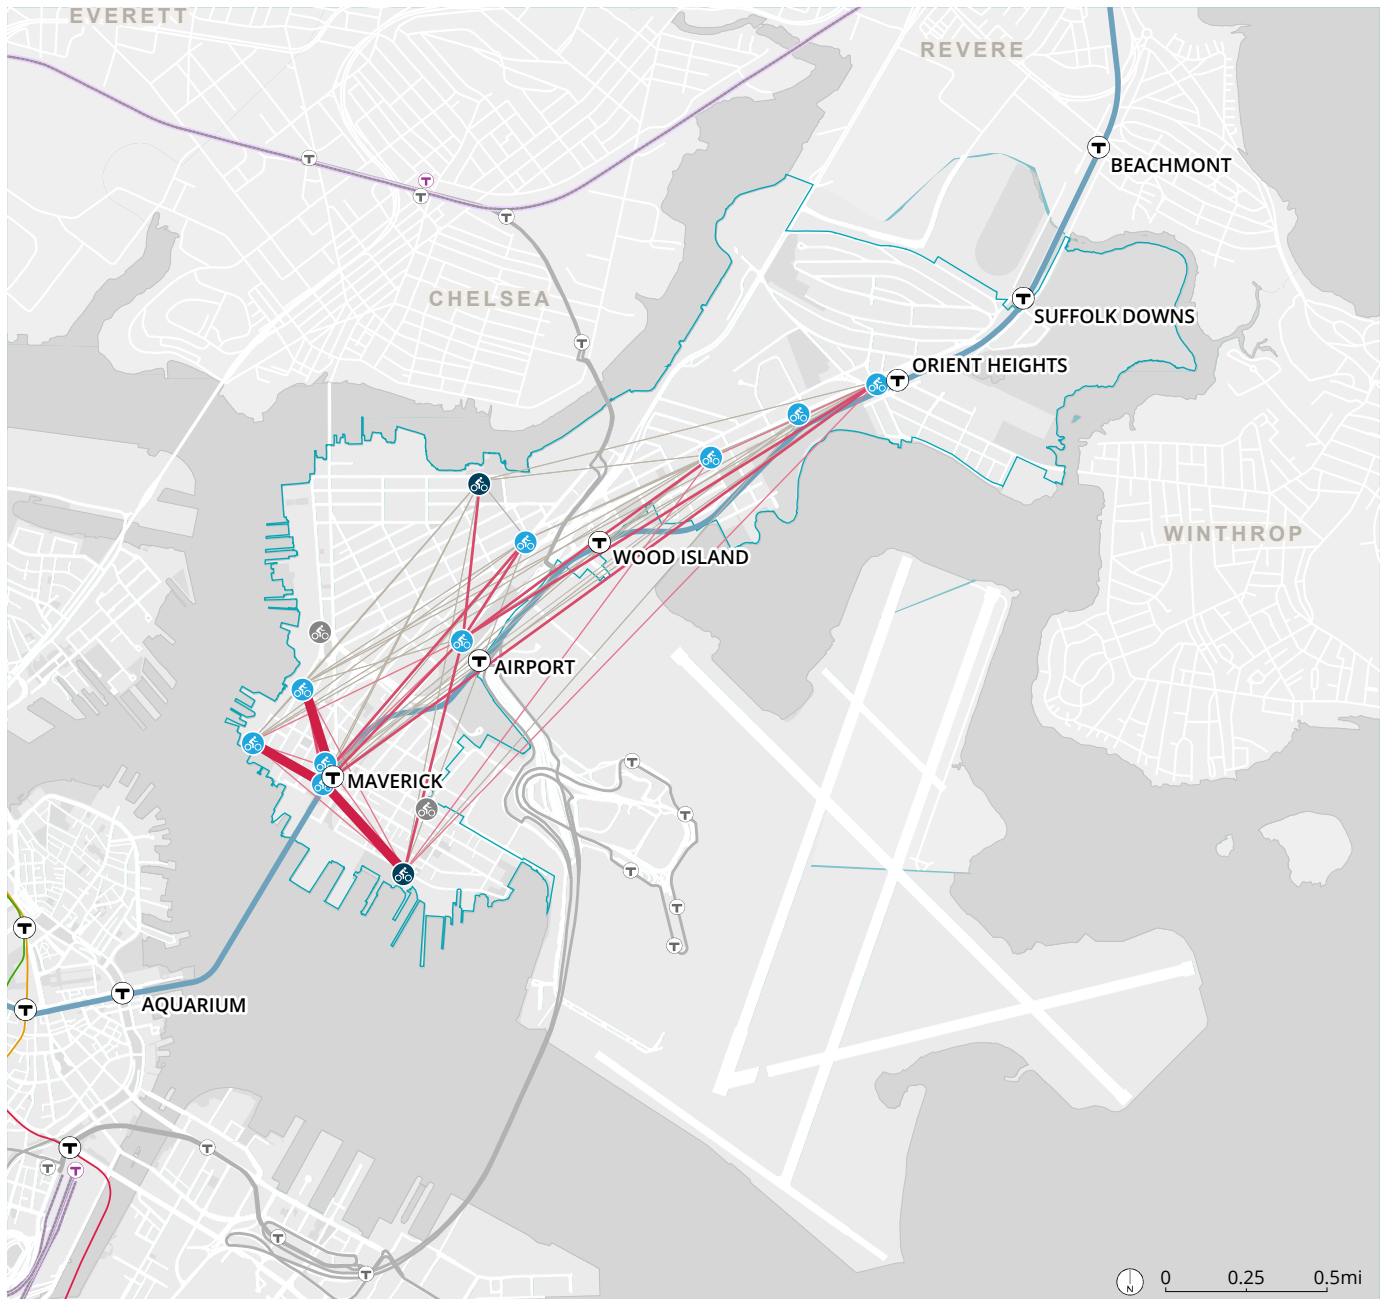 EVERETT
REVERE
BEACHMONT
CHELSEA
SUFFOLK DOWNS
ORIENT HEIGHTS
WINTHROP
WOOD ISLAND
AIRPORT
MAVERICK
AQUARIUM
N 0 0.25 0.5mi